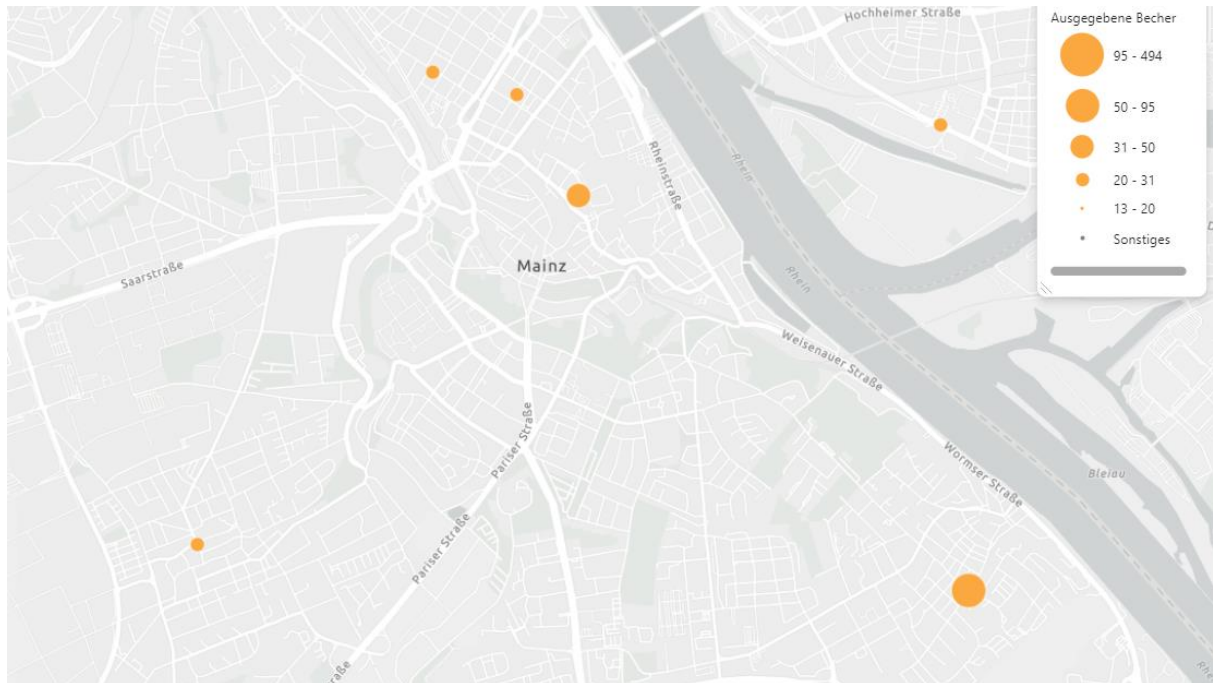 Hochheimer Straße
Ausgegebene Becher
95 - 494
50 - 95
31 - 50
20 - 31
13 - 20
Sonstiges
Rheinstraße
Rhein
Mainz
Saarstraße
Rhein
Weisenauer Straße
Pariser Straße
Wormser Straße
Bleiau
Pariser Straße